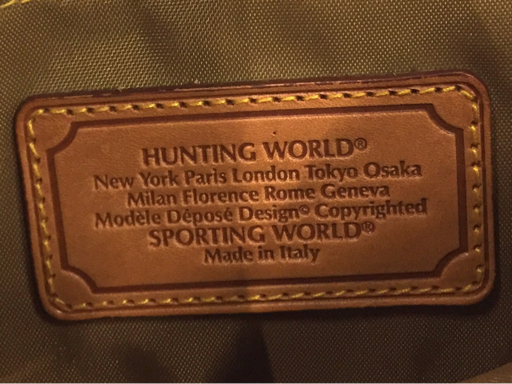 HUNTING WORLD®
New York Paris London Tokyo Osaka
Milan Florence Rome Geneva
Modèle Déposé Design© Copyrighted
SPORTING WORLD®
Made in Italy